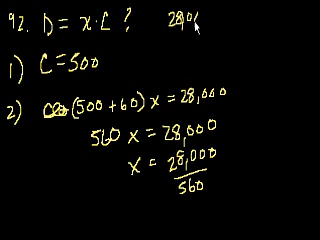 92. D = x · C ? 28,0
1) C = 500
2) (500 + 60) x = 28,000
560 x = 28,000
x = 28,000
560